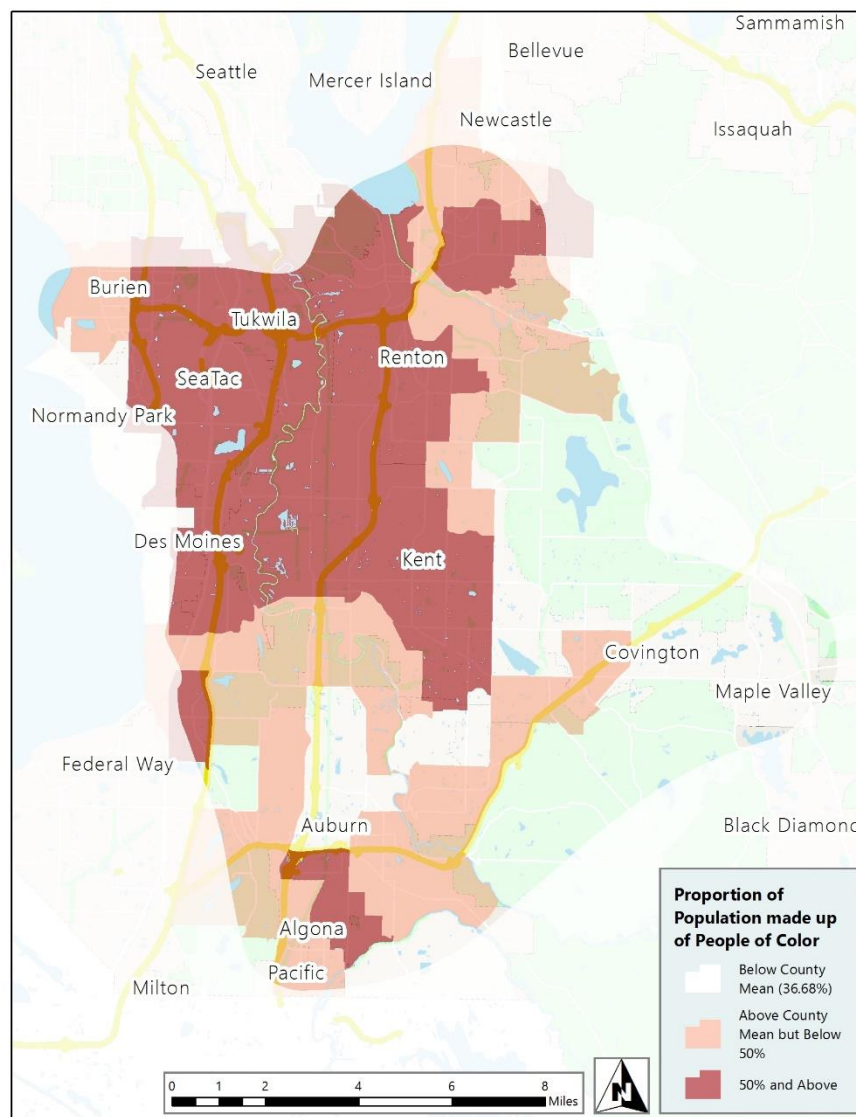 Sammamish
Bellevue
Seattle
Mercer Island
Newcastle
Issaquah
Burien
Tukwila
Renton
SeaTac
Normandy Park
Des Moines
Kent
Covington
Maple Valley
Federal Way
Auburn
Black Diamond
Algona
Pacific
Milton
Proportion of
Population made up
of People of Color
Below County
Mean (36.68%)
Above County
Mean but Below
50%
50% and Above
0 1 2 4 6 8
Miles
N